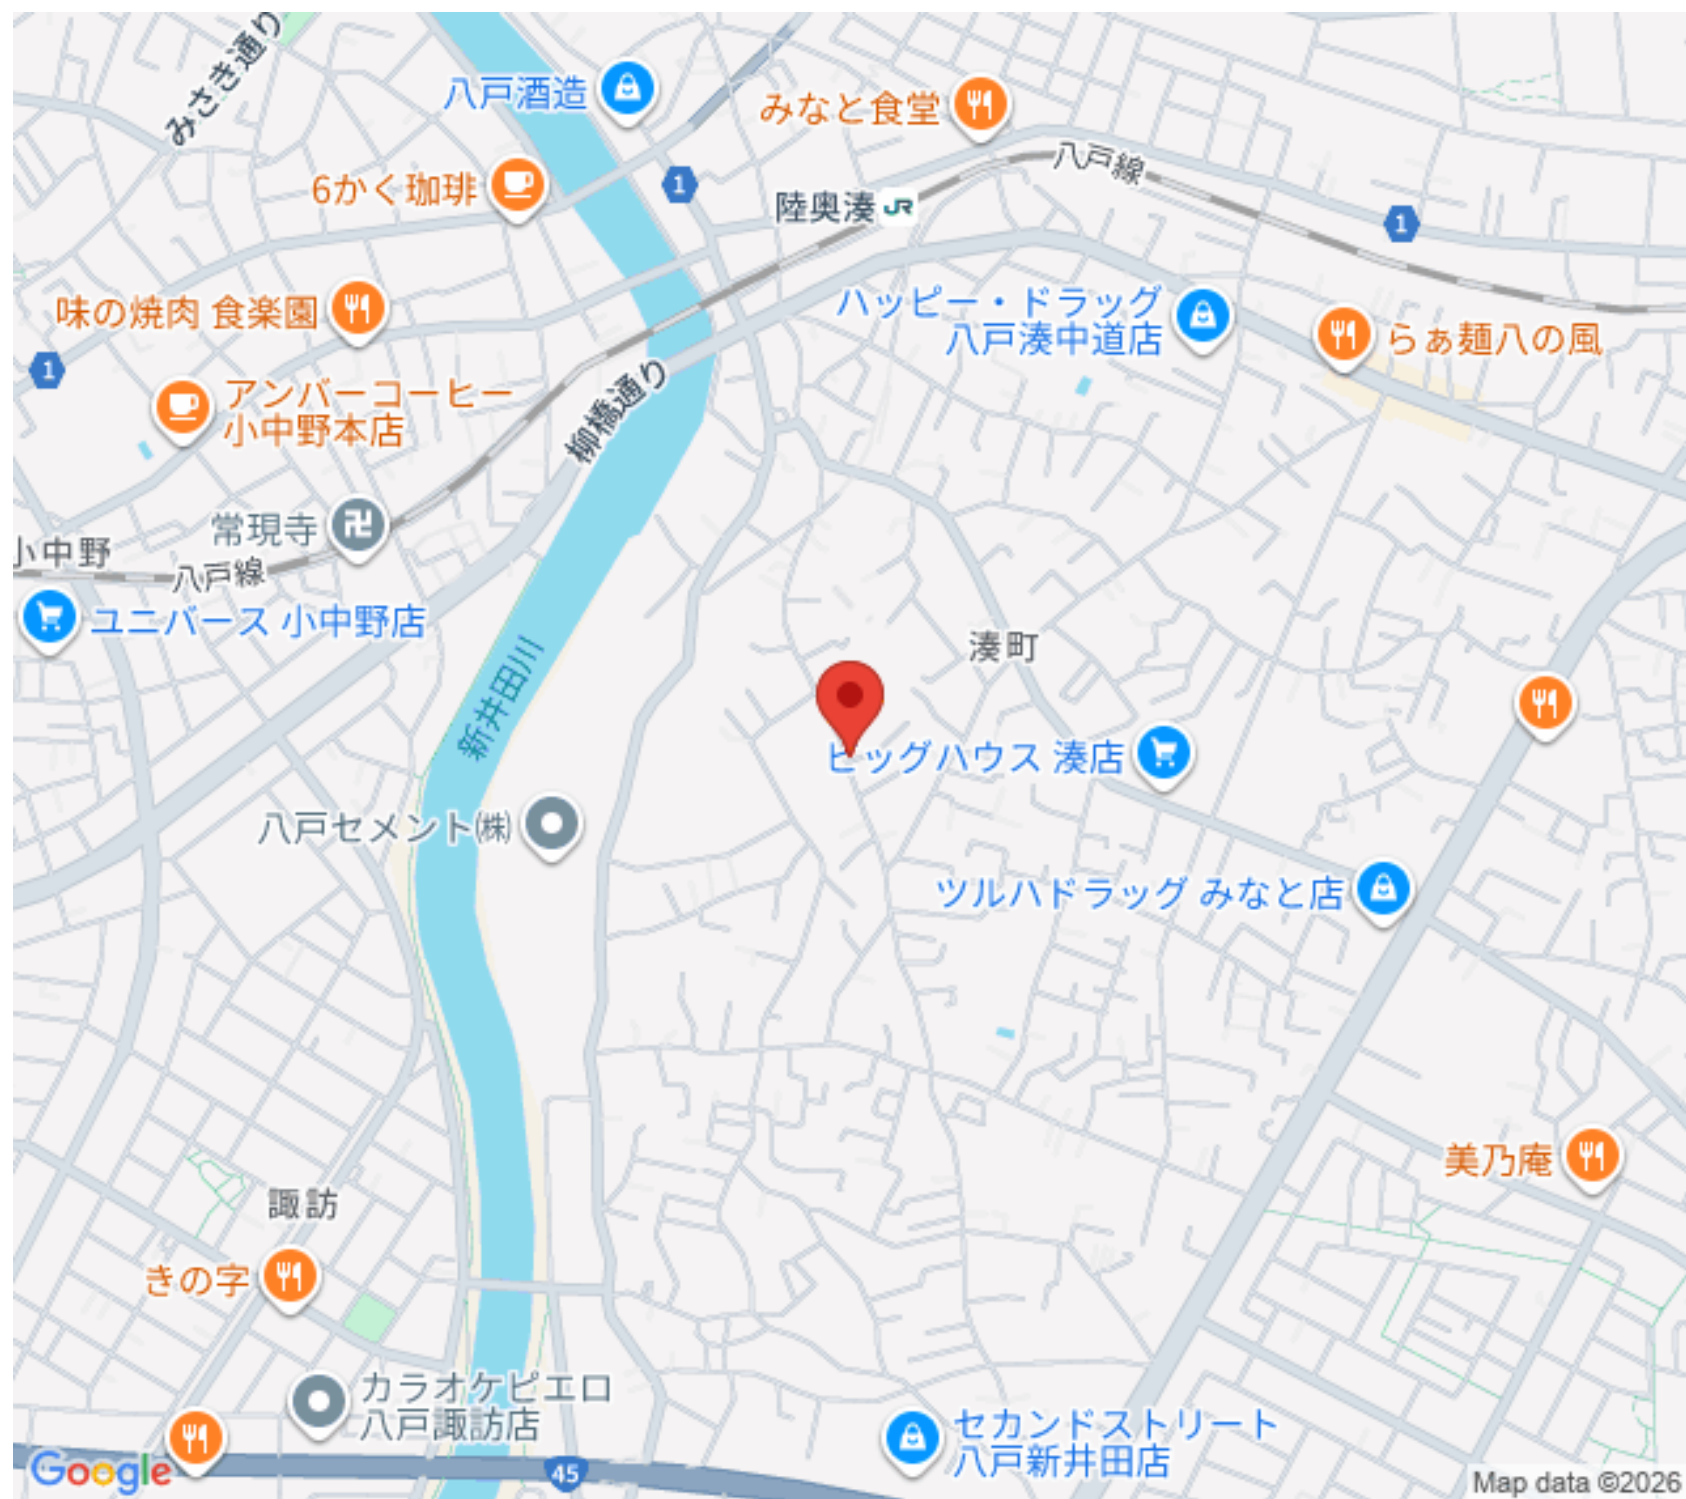 みさき通り
八戸酒造
みなと食堂
1
八戸線
6かく珈琲
陸奥湊
JR
1
味の焼肉 食楽園
ハッピー・ドラッグ
八戸湊中道店
らぁ麺八の風
1
アンバーコーヒー
小中野本店
柳橋通り
常現寺
小中野
八戸線
ユニバース 小中野店
湊町
新井田川
ビッグハウス 湊店
八戸セメント㈱
ツルハドラッグ みなと店
美乃庵
諏訪
きの字
カラオケピエロ
八戸諏訪店
セカンドストリート
八戸新井田店
45
Google
Map data ©2026